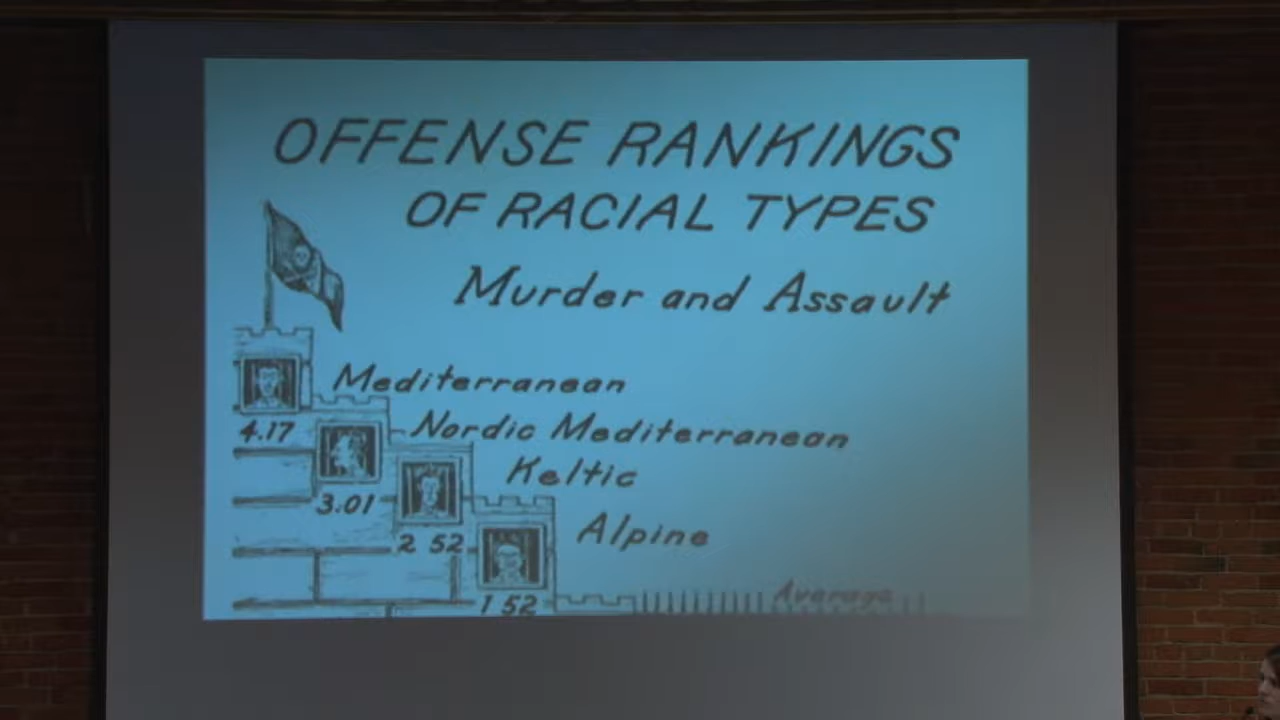 OFFENSE RANKINGS
OF RACIAL TYPES
Murder and Assault
Mediterranean
4.17
Nordic Mediterranean
3.01
Keltic
2 52
Alpine
1 52
Average